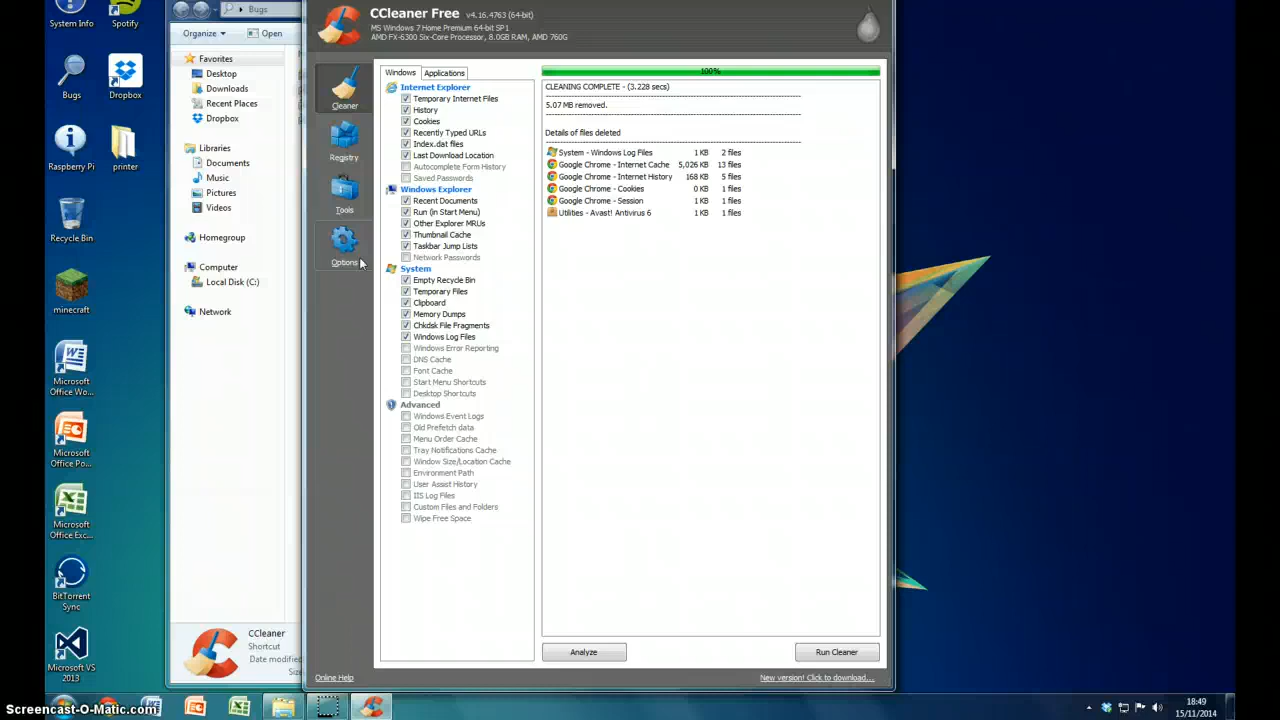 System Info
Spotify
Bugs
Dropbox
Raspberry Pi
printer
Recycle Bin
minecraft
Microsoft
Office Wo...
Microsoft
Office Po...
Microsoft
Office Exc...
BitTorrent
Sync
Microsoft VS
2013
Bugs
Organize
Open
Favorites
Desktop
Downloads
Recent Places
Dropbox
Libraries
Documents
Music
Pictures
Videos
Homegroup
Computer
Local Disk (C:)
Network
CCleaner
Shortcut
Date modified
Siz
CCleaner Free v4.16.4763 (64-bit)
MS Windows 7 Home Premium 64-bit SP1
AMD FX-6300 Six-Core Processor, 8.0GB RAM, AMD 760G
Cleaner
Registry
Tools
Options
Windows
Applications
Internet Explorer
Temporary Internet Files
History
Cookies
Recently Typed URLs
Index.dat files
Last Download Location
Autocomplete Form History
Saved Passwords
Windows Explorer
Recent Documents
Run (in Start Menu)
Other Explorer MRUs
Thumbnail Cache
Taskbar Jump Lists
Network Passwords
System
Empty Recycle Bin
Temporary Files
Clipboard
Memory Dumps
Chkdsk File Fragments
Windows Log Files
Windows Error Reporting
DNS Cache
Font Cache
Start Menu Shortcuts
Desktop Shortcuts
Advanced
Windows Event Logs
Old Prefetch data
Menu Order Cache
Tray Notifications Cache
Window Size/Location Cache
Environment Path
User Assist History
IIS Log Files
Custom Files and Folders
Wipe Free Space
100%
CLEANING COMPLETE - (3.228 secs)
5.07 MB removed.
Details of files deleted
System - Windows Log Files 1 KB 2 files
Google Chrome - Internet Cache 5,026 KB 13 files
Google Chrome - Internet History 168 KB 5 files
Google Chrome - Cookies 0 KB 1 files
Google Chrome - Session 1 KB 1 files
Utilities - Avast! Antivirus 6 1 KB 1 files
Analyze
Run Cleaner
Online Help
New version! Click to download...
Screencast-O-Matic.com
18:49
15/11/2014